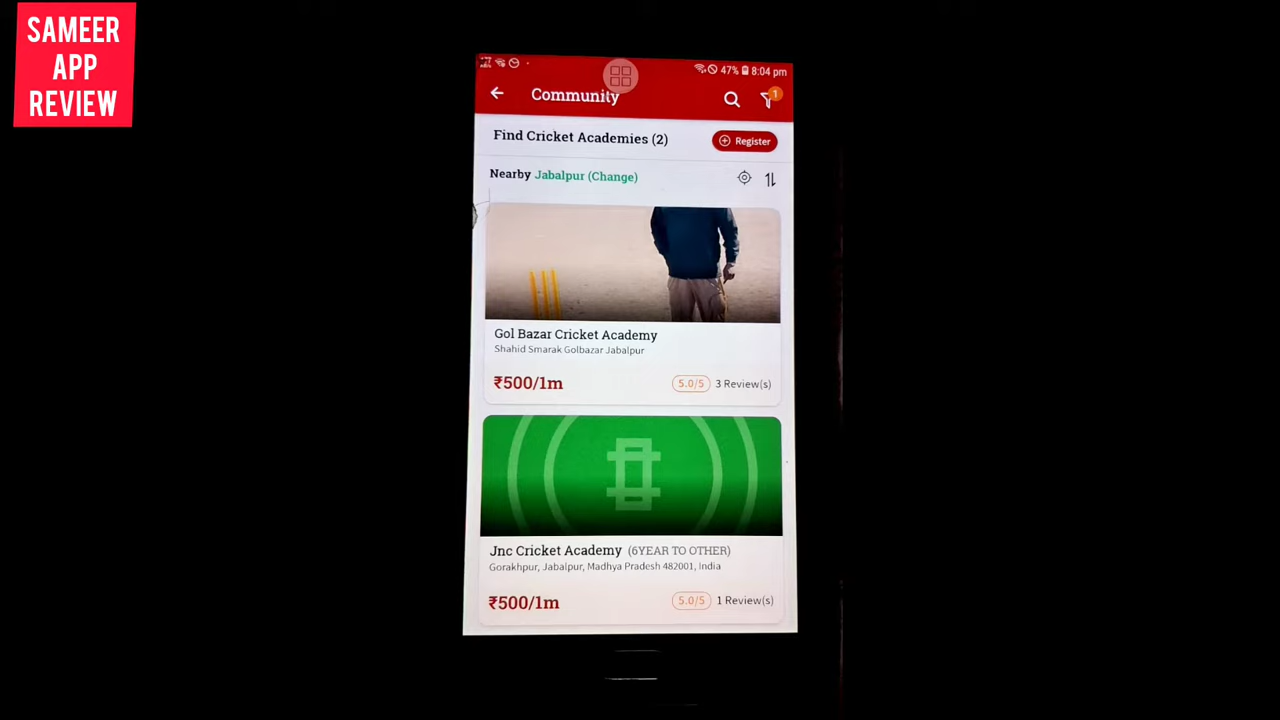 SAMEER
APP
REVIEW
47% 8:04 pm
Community
1
Find Cricket Academies (2)
Register
Nearby Jabalpur (Change)
Gol Bazar Cricket Academy
Shahid Smarak Golbazar Jabalpur
₹500/1m
5.0/5 3 Review(s)
Jnc Cricket Academy (6YEAR TO OTHER)
Gorakhpur, Jabalpur, Madhya Pradesh 482001, India
₹500/1m
5.0/5 1 Review(s)